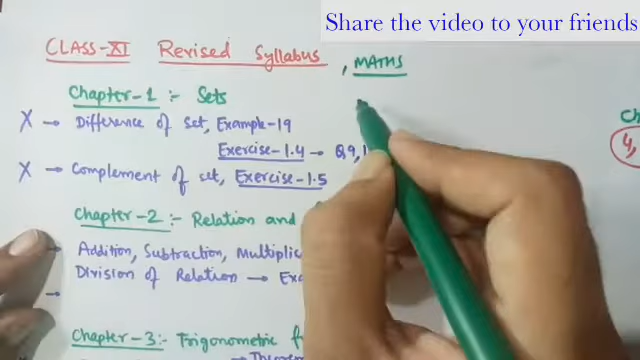 Share the video to your friends
CLASS-XI Revised Syllabus, MATHS
Chapter-1 :- Sets
X → Difference of set, Example-19
Exercise-1.4 → Q9,
X → Complement of set, Exercise-1.5
Chapter-2 :- Relation and
→ Addition, Subtraction,
Division of Relation →
→
Chapter-3 :- Trigonometric
→
4,